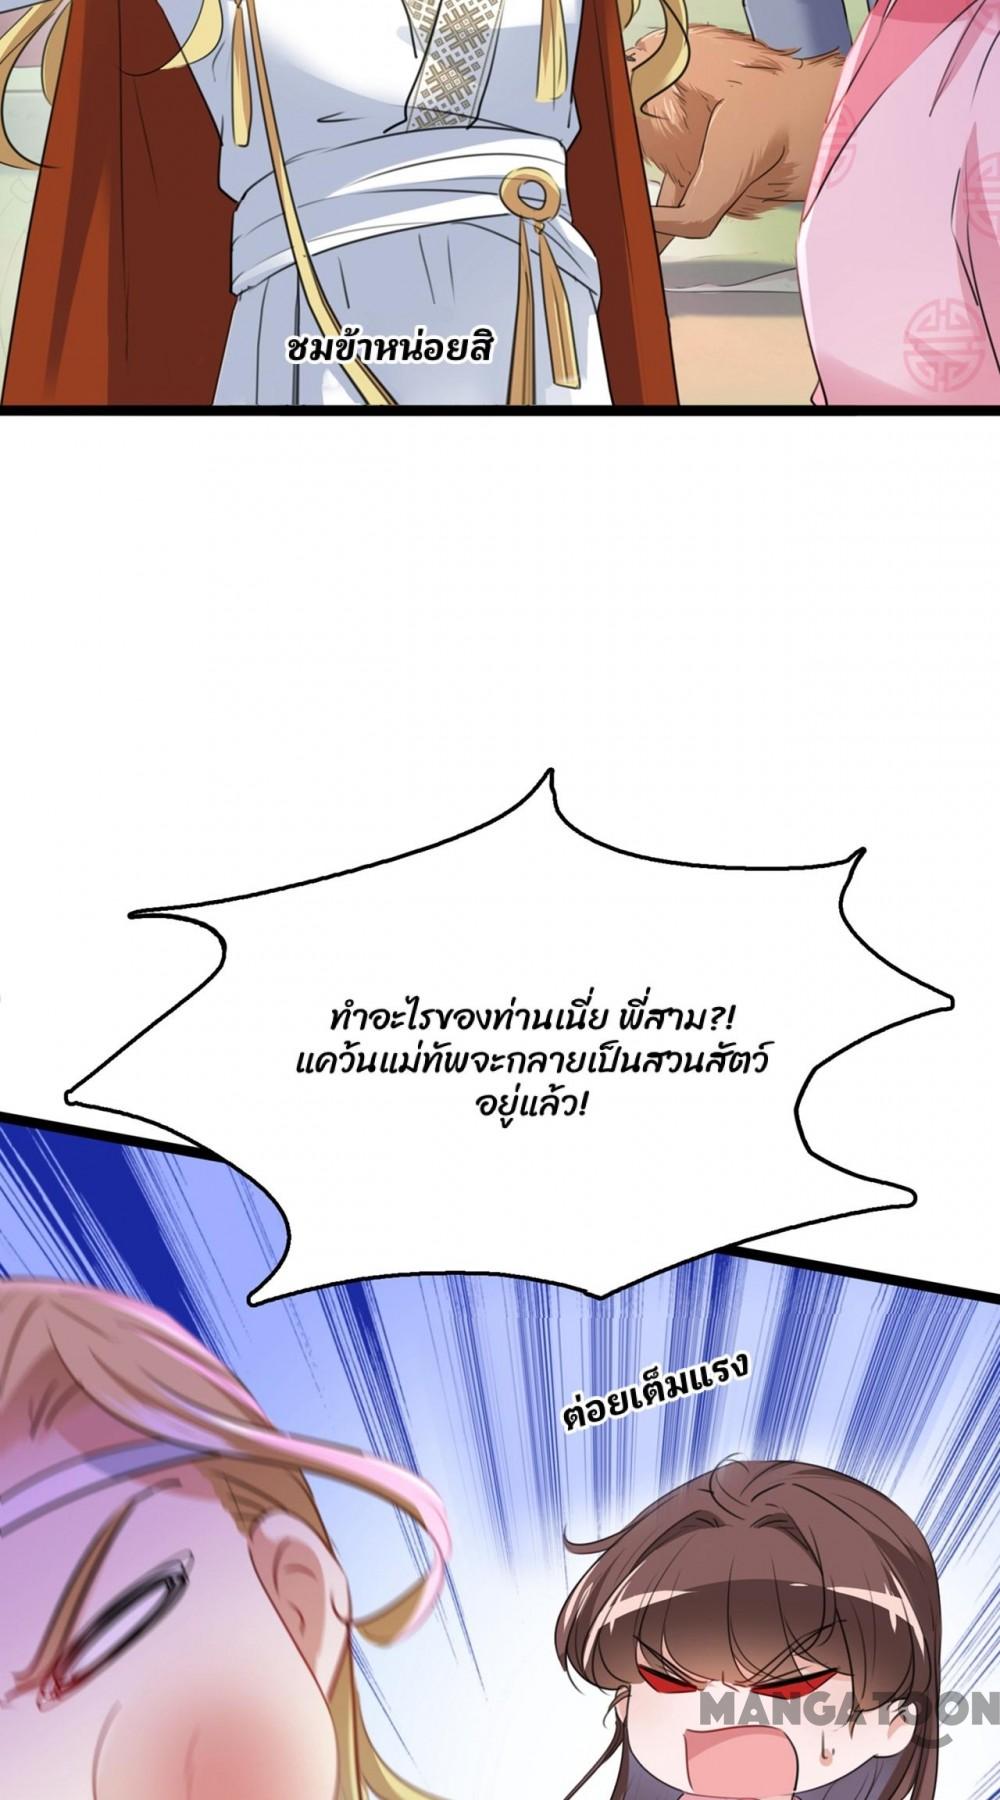 ชมข้าหน่อยสิ
ทำอะไรของท่านเนี่ย พี่สาม?!
แคว้นแม่ทัพจะกลายเป็นสวนสัตว์
อยู่แล้ว!
ต่อยเต็มแรง
MANGATOON